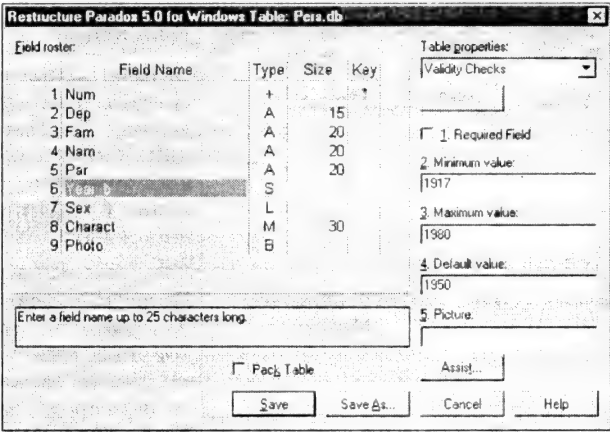 Restructure Paradox 5.0 for Windows Table: Pers.db
Field roster:
Field Name Type Size Key
1 Num + *
2 Dep A 15
3 Fam A 20
4 Nam A 20
5 Par A 20
6 Year_b S
7 Sex L
8 Charact M 30
9 Photo B
Enter a field name up to 25 characters long.
Pack Table
Table properties:
Validity Checks
1. Required Field
2. Minimum value:
1917
3. Maximum value:
1980
4. Default value:
1950
5. Picture:
Assist...
Save Save As... Cancel Help